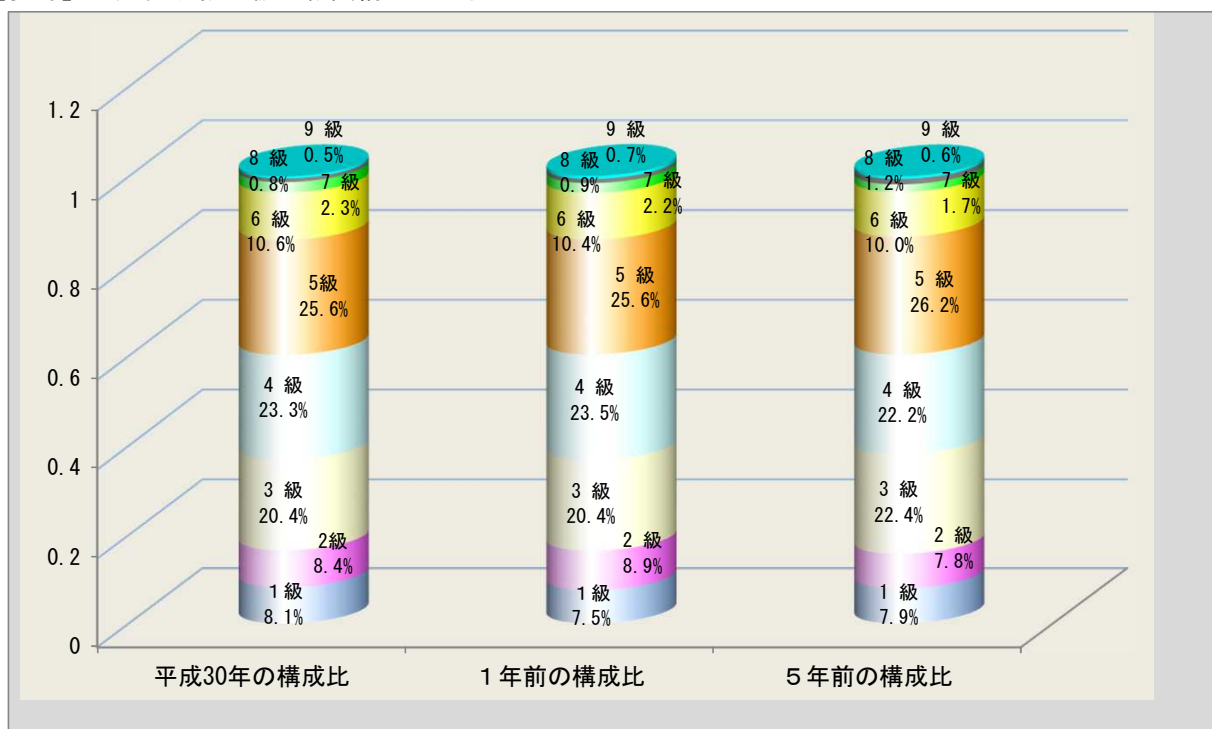 1.2
1
0.8
0.6
0.4
0.2
0
9 級
0.5%
8 級
0.8%
7 級
2.3%
6 級
10.6%
5級
25.6%
4 級
23.3%
3 級
20.4%
2級
8.4%
1級
8.1%
9 級
0.7%
8 級
0.9%
7 級
2.2%
6 級
10.4%
5 級
25.6%
4 級
23.5%
3 級
20.4%
2 級
8.9%
1級
7.5%
9 級
0.6%
8 級
1.2%
7 級
1.7%
6 級
10.0%
5 級
26.2%
4 級
22.2%
3 級
22.4%
2 級
7.8%
1 級
7.9%
平成30年の構成比
１年前の構成比
５年前の構成比